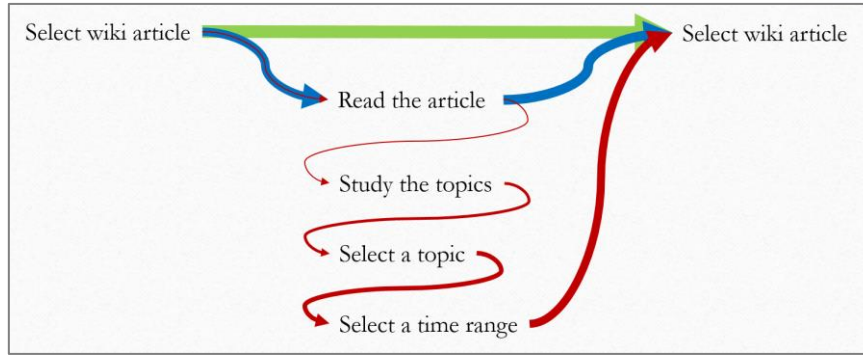 Select wiki article
Select wiki article
Read the article
Study the topics
Select a topic
Select a time range